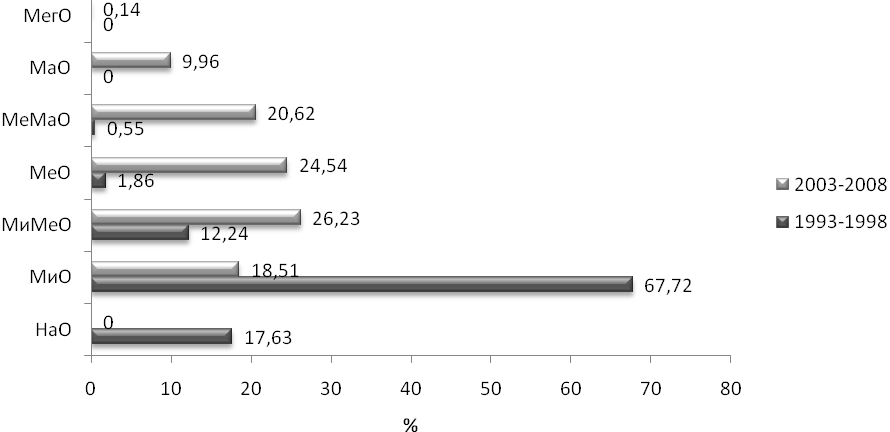 МегО
0,14
0
МаО
9,96
0
МеМаО
20,62
0,55
МеО
24,54
1,86
МиМеО
26,23
12,24
МиО
18,51
67,72
НаО
0
17,63
2003-2008
1993-1998
0 10 20 30 40 50 60 70 80
%